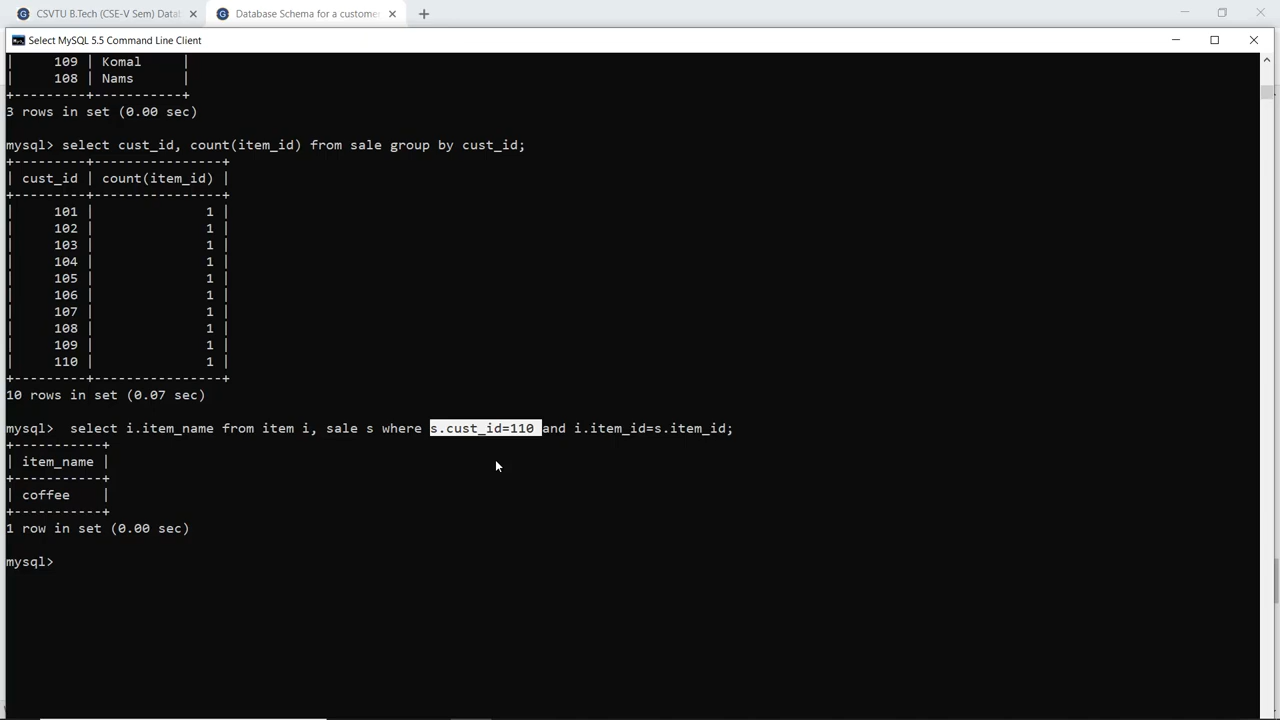 CSVTU B.Tech (CSE-V Sem) Datab
Database Schema for a custome
Select MySQL 5.5 Command Line Client
|      109 | Komal     |
|      108 | Nams      |
+---------+-----------+
3 rows in set (0.00 sec)
mysql> select cust_id, count(item_id) from sale group by cust_id;
+---------+----------------+
| cust_id | count(item_id) |
+---------+----------------+
|     101 |              1 |
|     102 |              1 |
|     103 |              1 |
|     104 |              1 |
|     105 |              1 |
|     106 |              1 |
|     107 |              1 |
|     108 |              1 |
|     109 |              1 |
|     110 |              1 |
+---------+----------------+
10 rows in set (0.07 sec)
mysql>  select i.item_name from item i, sale s where s.cust_id=110 and i.item_id=s.item_id;
+-----------+
| item_name |
+-----------+
| coffee    |
+-----------+
1 row in set (0.00 sec)
mysql>